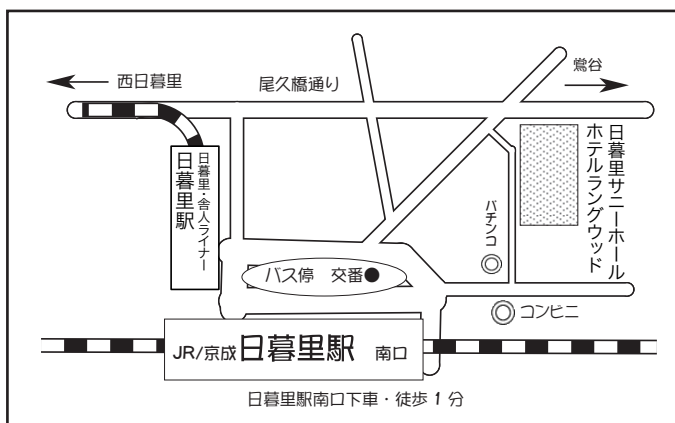 西日暮里
尾久橋通り
鶯谷
日暮里・舎人ライナー
日暮里駅
日暮里サニーホール
ホテルラングウッド
パチンコ
バス停 交番●
コンビニ
JR/京成 日暮里駅 南口
日暮里駅南口下車・徒歩 1 分